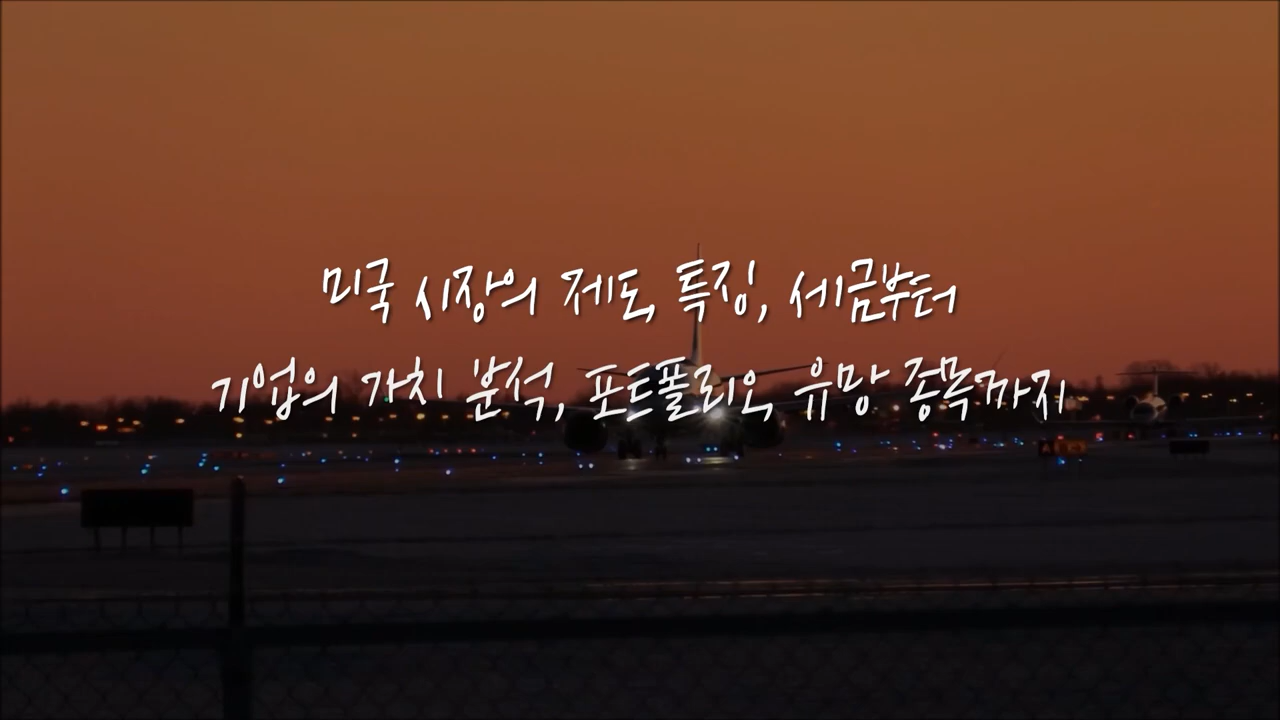 미국 시장의 제도, 특징, 세금부터
기업의 가치 분석, 포트폴리오, 유망 종목까지